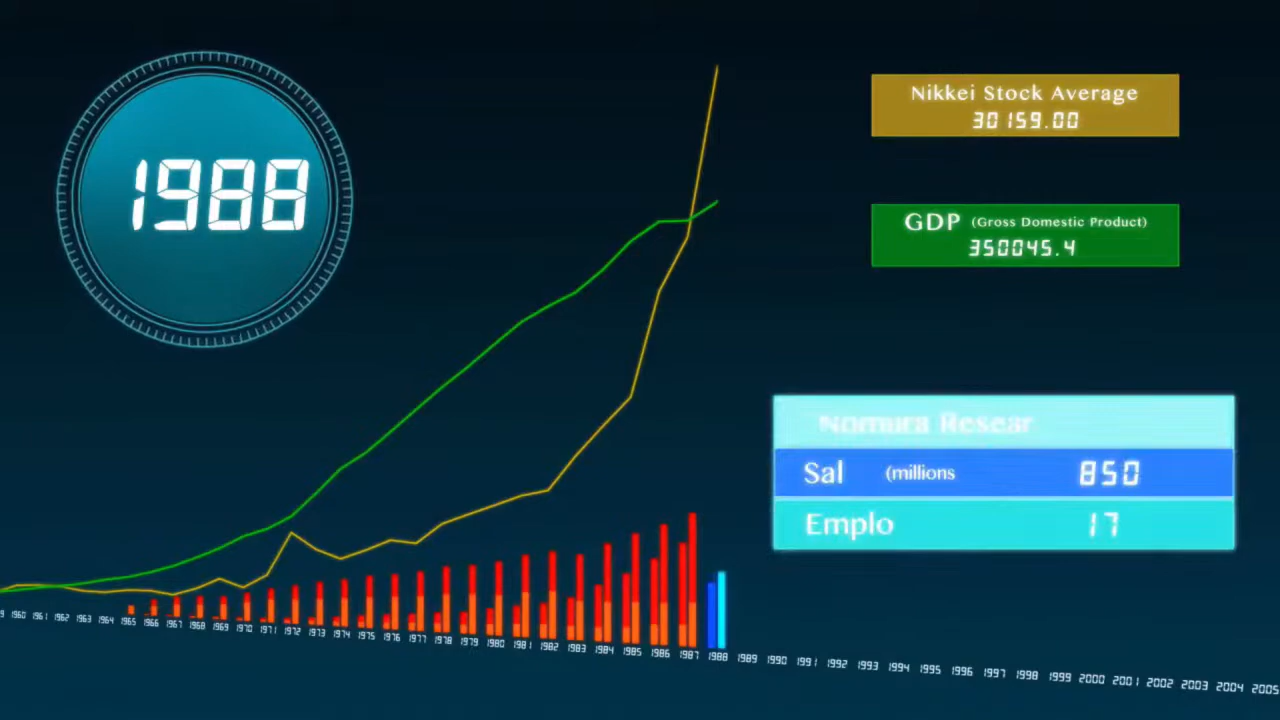 1988
Nikkei Stock Average
30159.00
GDP (Gross Domestic Product)
350045.4
Nomura Resear
Sal (millions 850
Emplo 17
1960 1961 1962 1963 1964 1965 1966 1967 1968 1969 1970 1971 1972 1973 1974 1975 1976 1977 1978 1979 1980 1981 1982 1983 1984 1985 1986 1987 1988 1989 1990 1991 1992 1993 1994 1995 1996 1997 1998 1999 2000 2001 2002 2003 2004 2005